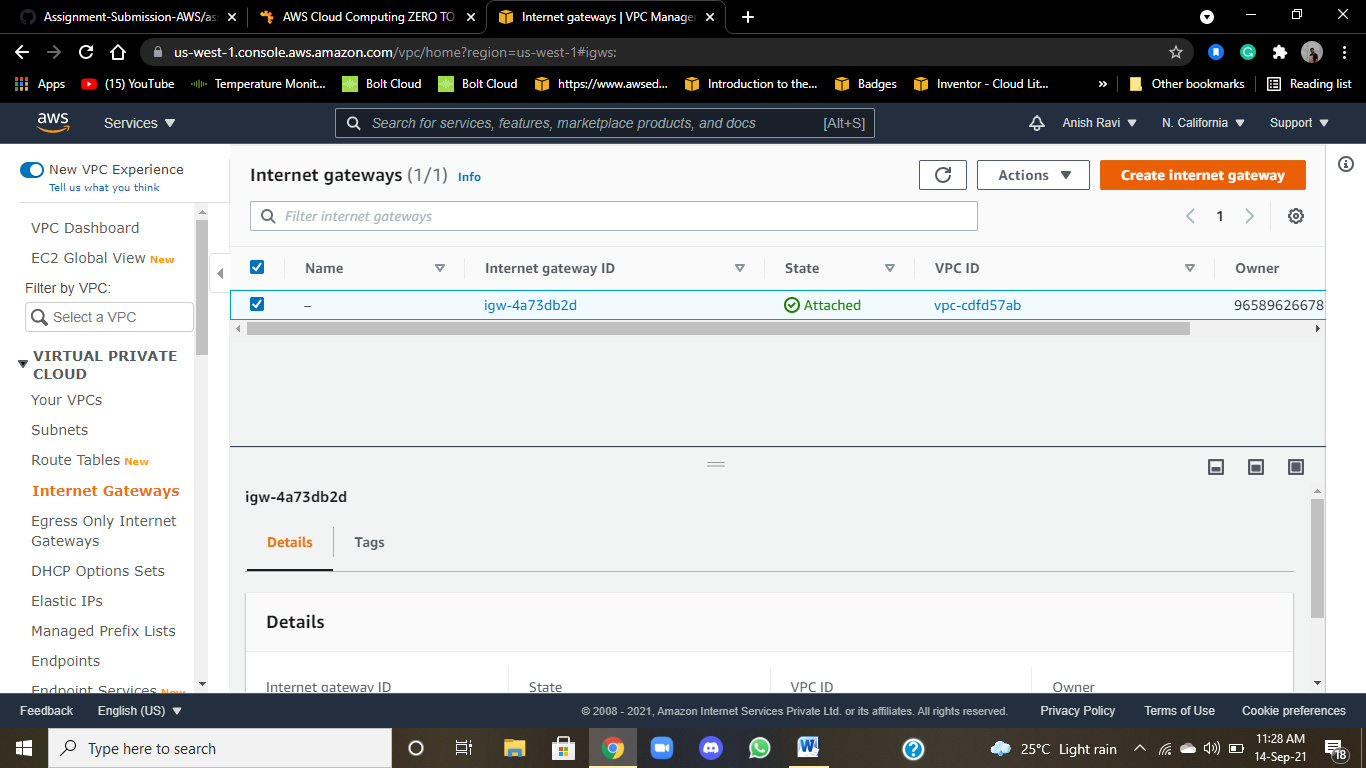 Assignment-Submission-AWS/as
AWS Cloud Computing ZERO TO
Internet gateways | VPC Manager
us-west-1.console.aws.amazon.com/vpc/home?region=us-west-1#igws:
Apps
(15) YouTube
Temperature Monit...
Bolt Cloud
Bolt Cloud
https://www.awsed...
Introduction to the...
Badges
Inventor - Cloud Lit...
»
Other bookmarks
Reading list
aws
Services
Search for services, features, marketplace products, and docs
[Alt+S]
Anish Ravi
N. California
Support
New VPC Experience
Tell us what you think
VPC Dashboard
EC2 Global View New
Filter by VPC:
Select a VPC
VIRTUAL PRIVATE
CLOUD
Your VPCs
Subnets
Route Tables New
Internet Gateways
Egress Only Internet
Gateways
DHCP Options Sets
Elastic IPs
Managed Prefix Lists
Endpoints
Endpoint Services New
Internet gateways (1/1) Info
Actions
Create internet gateway
Filter internet gateways
1
Name
Internet gateway ID
State
VPC ID
Owner
–
igw-4a73db2d
Attached
vpc-cdfd57ab
96589626678
igw-4a73db2d
Details
Tags
Details
Internet gateway ID
State
VPC ID
Owner
Feedback
English (US)
© 2008 - 2021, Amazon Internet Services Private Ltd. or its affiliates. All rights reserved.
Privacy Policy
Terms of Use
Cookie preferences
Type here to search
25°C Light rain
11:28 AM
14-Sep-21
18